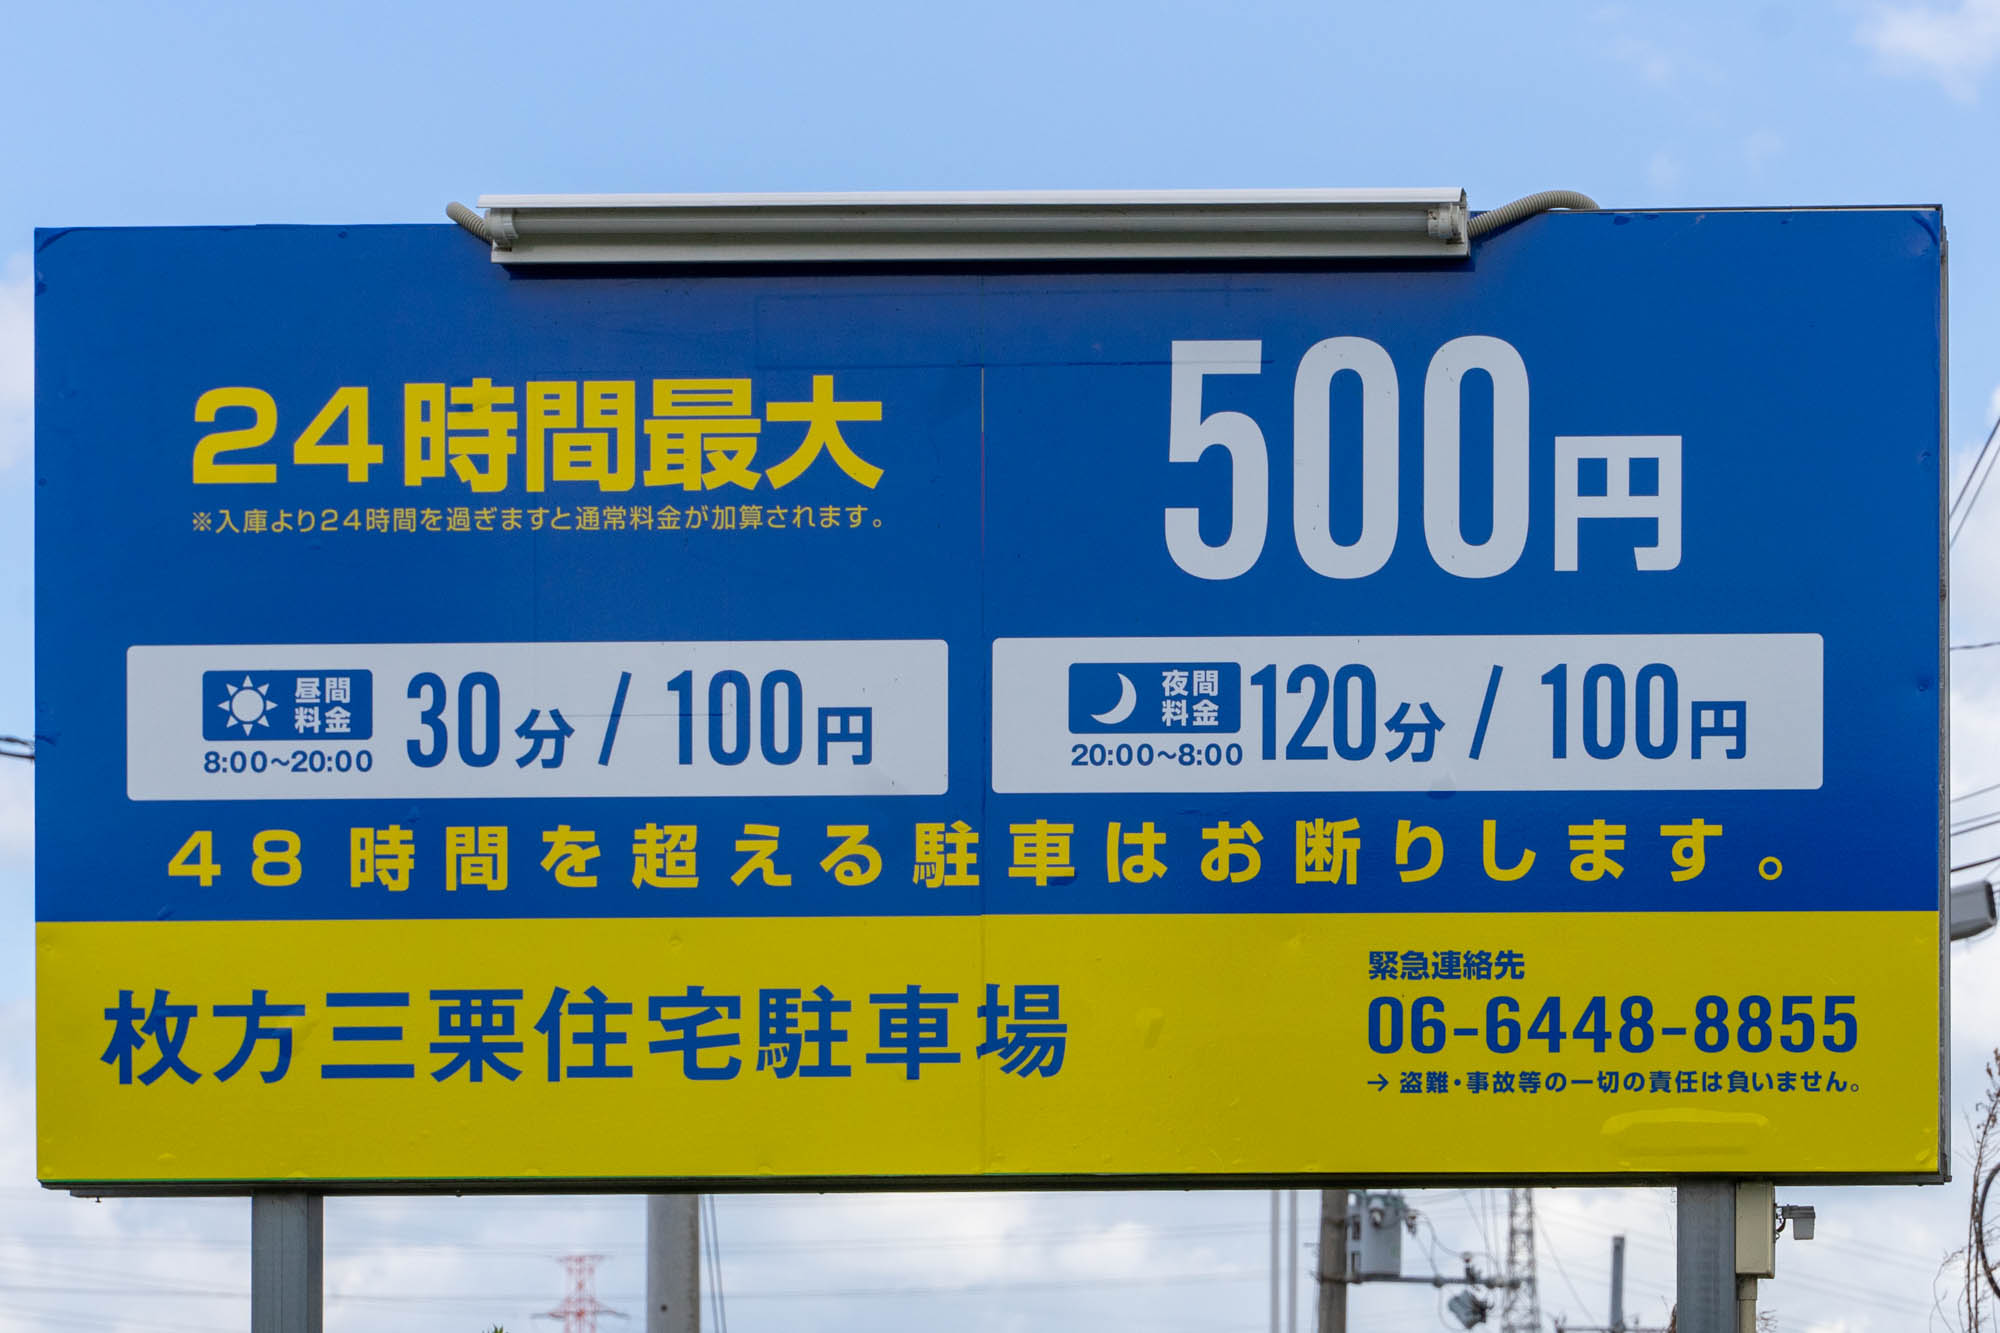 24時間最大
500円
※入庫より24時間を過ぎますと通常料金が加算されます。
昼間料金
8:00~20:00
30分 / 100円
夜間料金
20:00~8:00
120分 / 100円
48時間を超える駐車はお断りします。
枚方三栗住宅駐車場
緊急連絡先
06-6448-8855
→ 盗難・事故等の一切の責任は負いません。